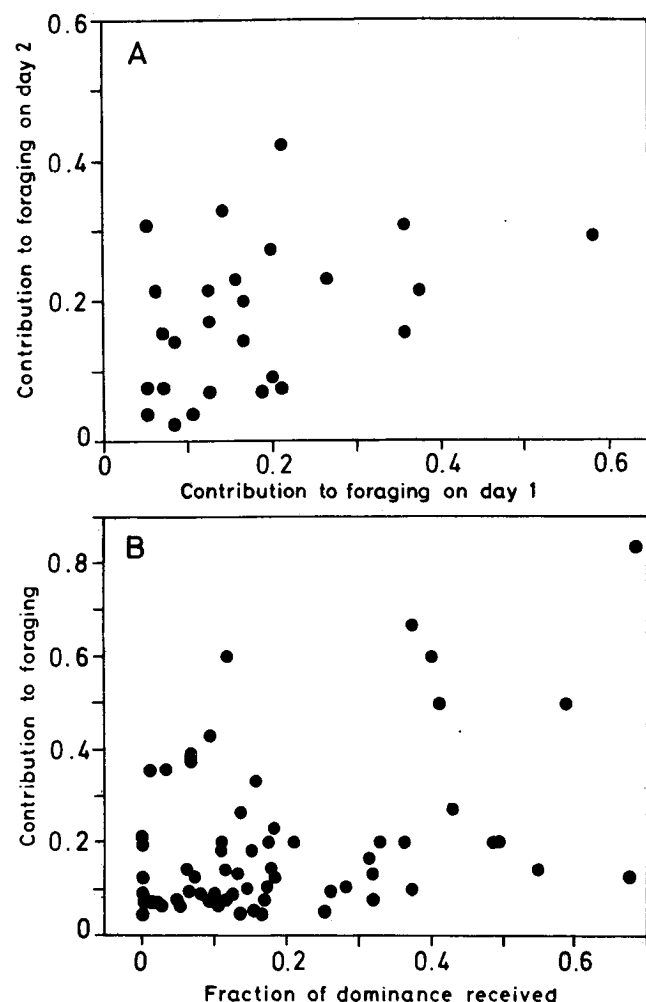 A
Contribution to foraging on day 2
0.6
0.4
0.2
0
0 0.2 0.4 0.6
Contribution to foraging on day 1
B
Contribution to foraging
0.8
0.6
0.4
0.2
0
0 0.2 0.4 0.6
Fraction of dominance received